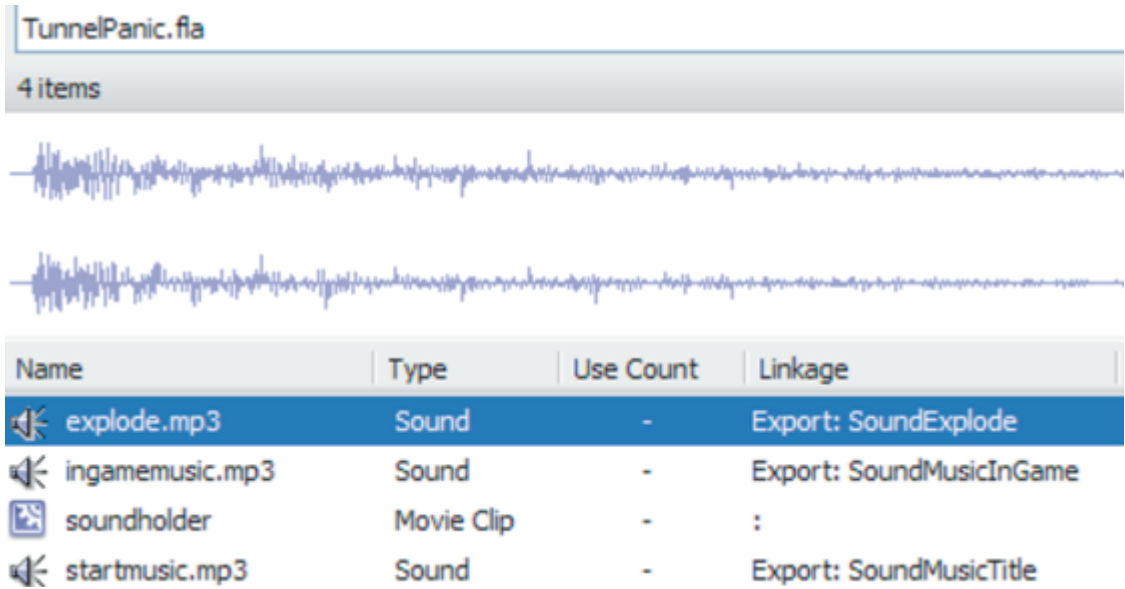 TunnelPanic.fla
4 items
Name Type Use Count Linkage
explode.mp3 Sound - Export: SoundExplode
ingamemusic.mp3 Sound - Export: SoundMusicInGame
soundholder Movie Clip - :
startmusic.mp3 Sound - Export: SoundMusicTitle